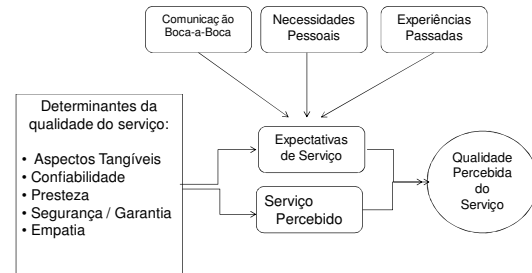 Comunicação
Boca-a-Boca
Necessidades
Pessoais
Experiências
Passadas
Determinantes da
qualidade do serviço:
• Aspectos Tangíveis
• Confiabilidade
• Presteza
• Segurança / Garantia
• Empatia
Expectativas
de Serviço
Serviço
Percebido
Qualidade
Percebida
do
Serviço